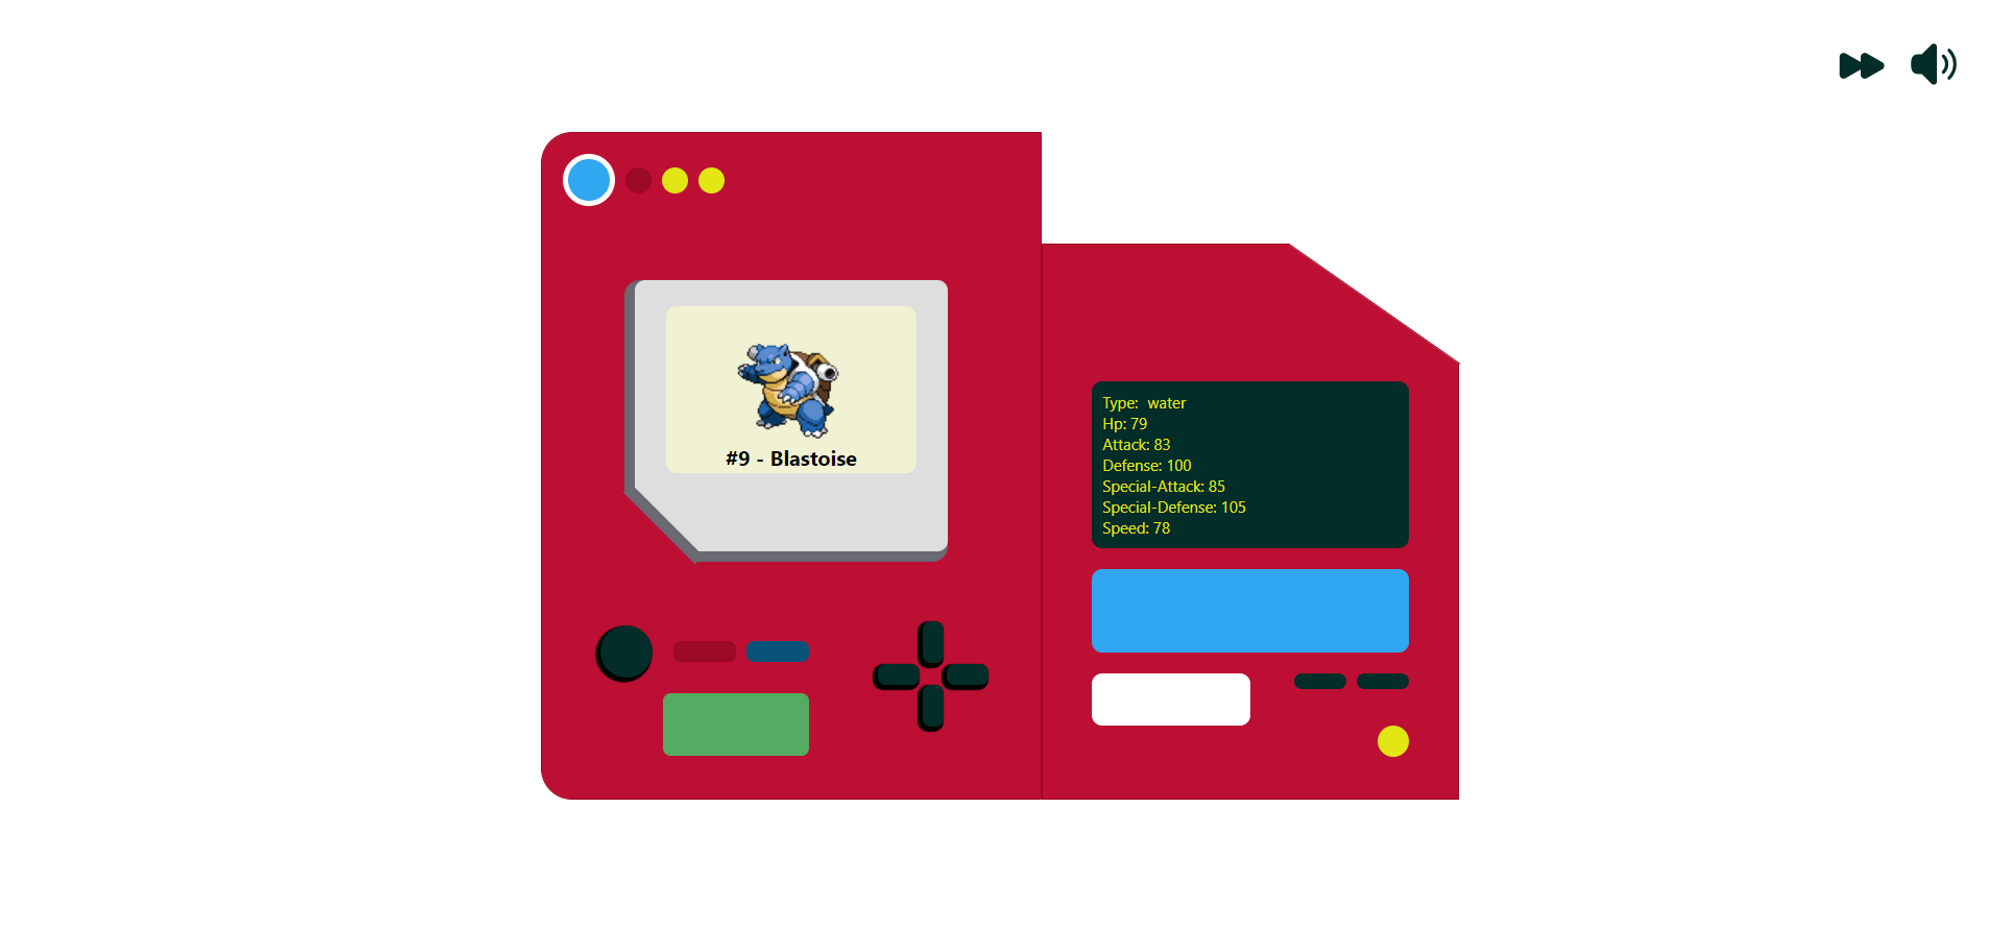 #9 - Blastoise
Type: water
Hp: 79
Attack: 83
Defense: 100
Special-Attack: 85
Special-Defense: 105
Speed: 78